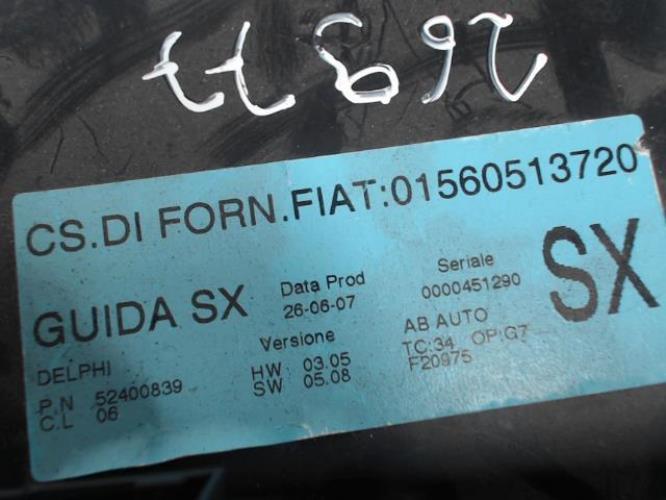 CS.DI FORN.FIAT:01560513720
GUIDA SX
Data Prod
26-06-07
Seriale
0000451290
SX
DELPHI
Versione
AB AUTO
P.N 52400839
HW 03.05
TC:34 OP:G7
C.L 06
SW 05.08
F20975